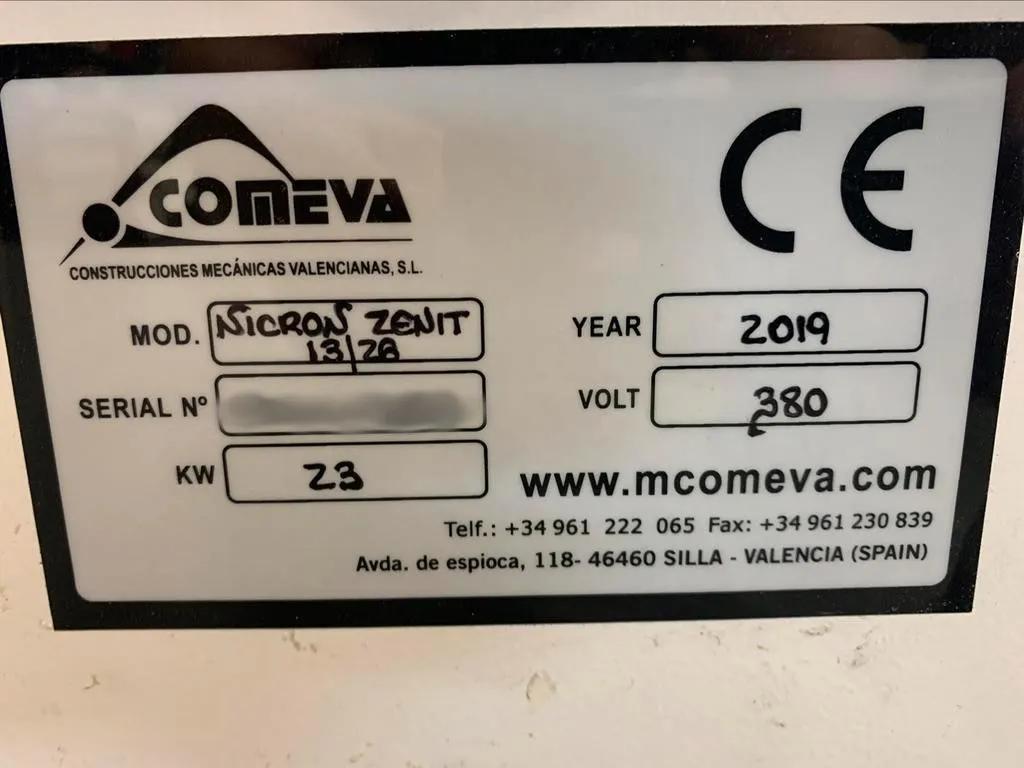 COMEVA
CONSTRUCCIONES MECÁNICAS VALENCIANAS, S.L.
CE
MOD. NICRON ZENIT 13/28
YEAR 2019
SERIAL Nº
VOLT 380
KW 23
www.mcomeva.com
Telf.: +34 961 222 065 Fax: +34 961 230 839
Avda. de espioca, 118- 46460 SILLA - VALENCIA (SPAIN)